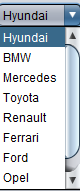 Hyundai
Hyundai
BMW
Mercedes
Toyota
Renault
Ferrari
Ford
Opel